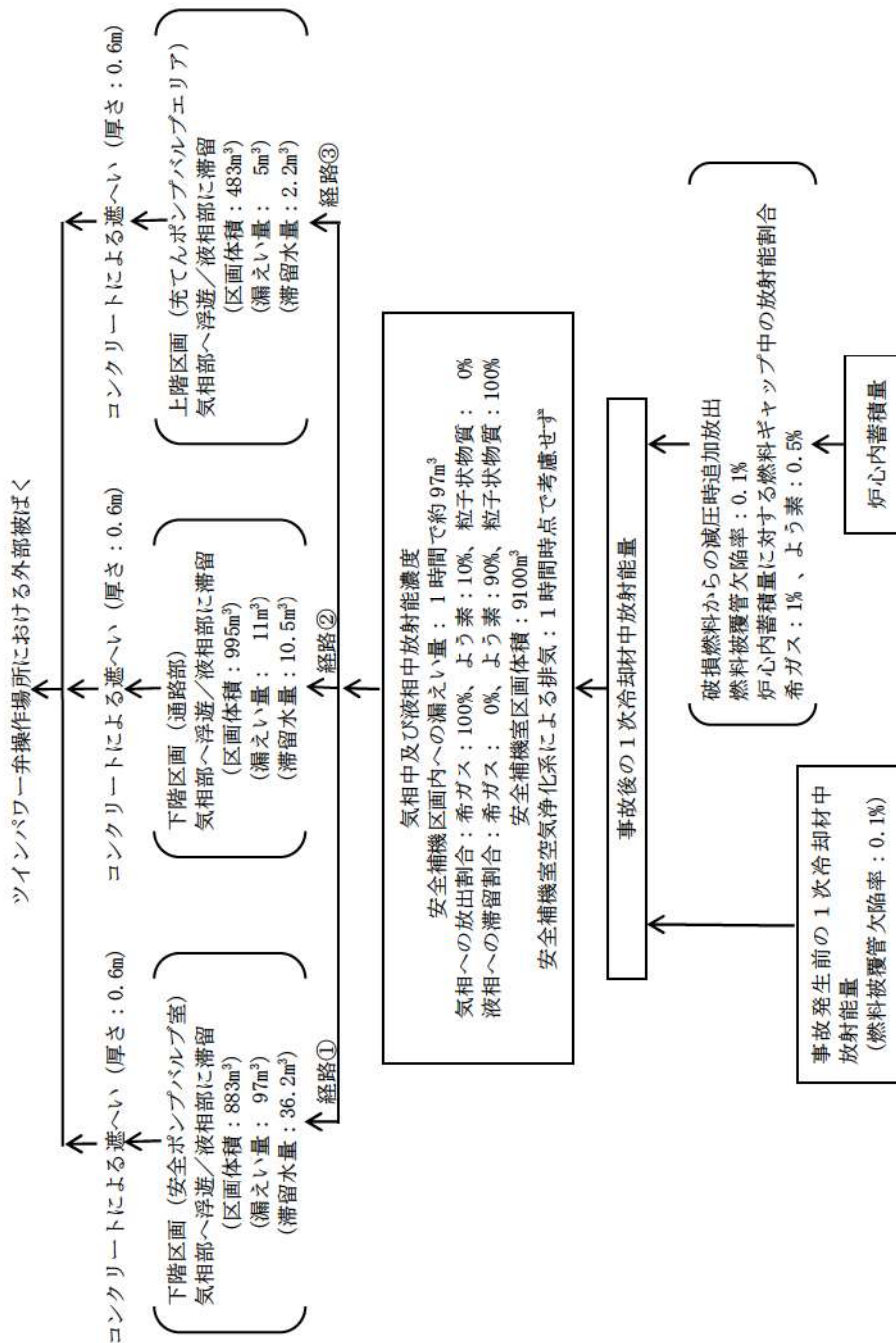 ツインパワー弁操作場所における外部被ばく
コンクリートによる遮へい (厚さ：0.6m)
コンクリートによる遮へい (厚さ：0.6m)
コンクリートによる遮へい (厚さ：0.6m)
下階区画 (安全ポンプバルブ室)
気相部へ浮遊／液相部に滞留
(区画体積：883m³)
(漏えい量： 97m³)
(滞留水量：36.2m³)
下階区画 (通路部)
気相部へ浮遊／液相部に滞留
(区画体積：995m³)
(漏えい量： 11m³)
(滞留水量：10.5m³)
上階区画 (充てんポンプバルブエリア)
気相部へ浮遊／液相部に滞留
(区画体積：483m³)
(漏えい量： 5m³)
(滞留水量：2.2m³)
経路①
経路②
経路③
気相中及び液相中放射能濃度
安全補機区画内への漏えい量：１時間で約 97m³
気相への放出割合：希ガス：100%、よう素：10%、粒子状物質： 0%
液相への滞留割合：希ガス： 0%、よう素：90%、粒子状物質：100%
安全補機室区画体積：9100m³
安全補機室空気浄化系による排気：１時間時点で考慮せず
事故後の１次冷却材中放射能量
事故発生前の１次冷却材中
放射能量
(燃料被覆管欠陥率：0.1%)
破損燃料からの減圧時追加放出
燃料被覆管欠陥率：0.1%
炉心内蓄積量に対する燃料ギャップ中の放射能割合
希ガス：1% 、よう素：0.5%
炉心内蓄積量